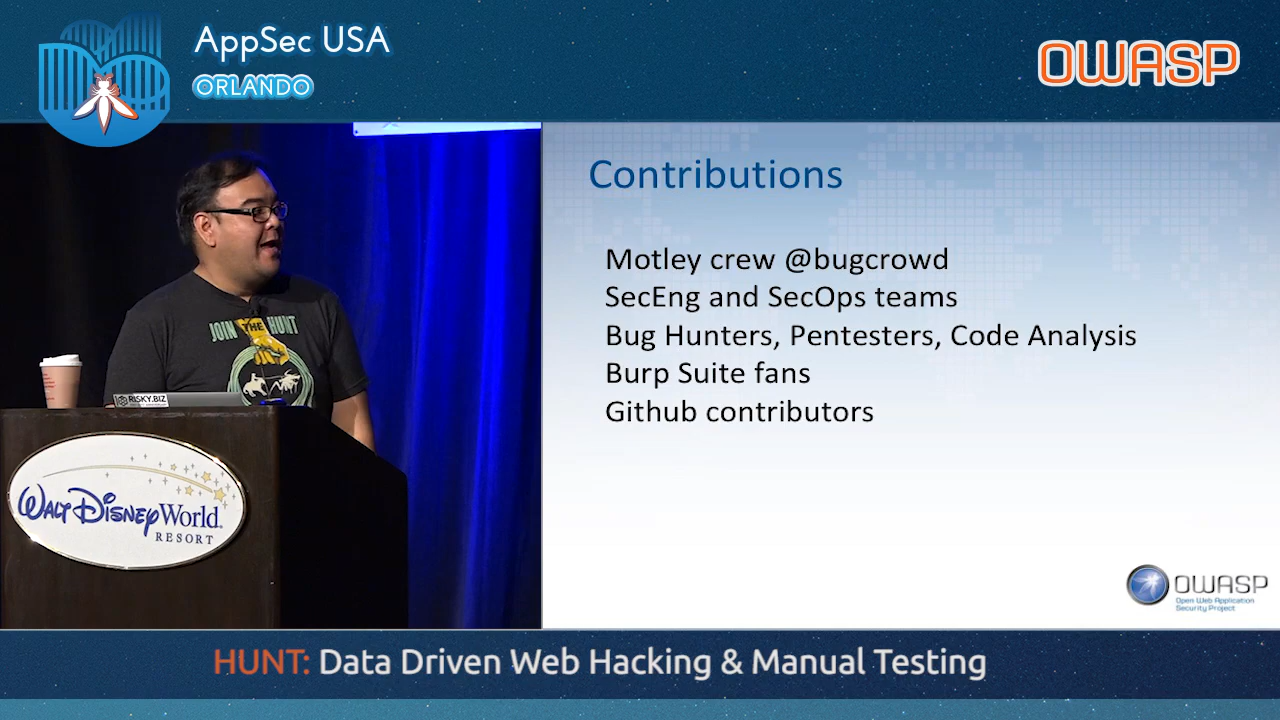 AppSec USA
ORLANDO
OWASP
Contributions
Motley crew @bugcrowd
SecEng and SecOps teams
Bug Hunters, Pentesters, Code Analysis
Burp Suite fans
Github contributors
JOIN THE HUNT
RISKY.BIZ
WALT DISNEY World.
RESORT
OWASP
Open Web Application
Security Project
HUNT: Data Driven Web Hacking & Manual Testing